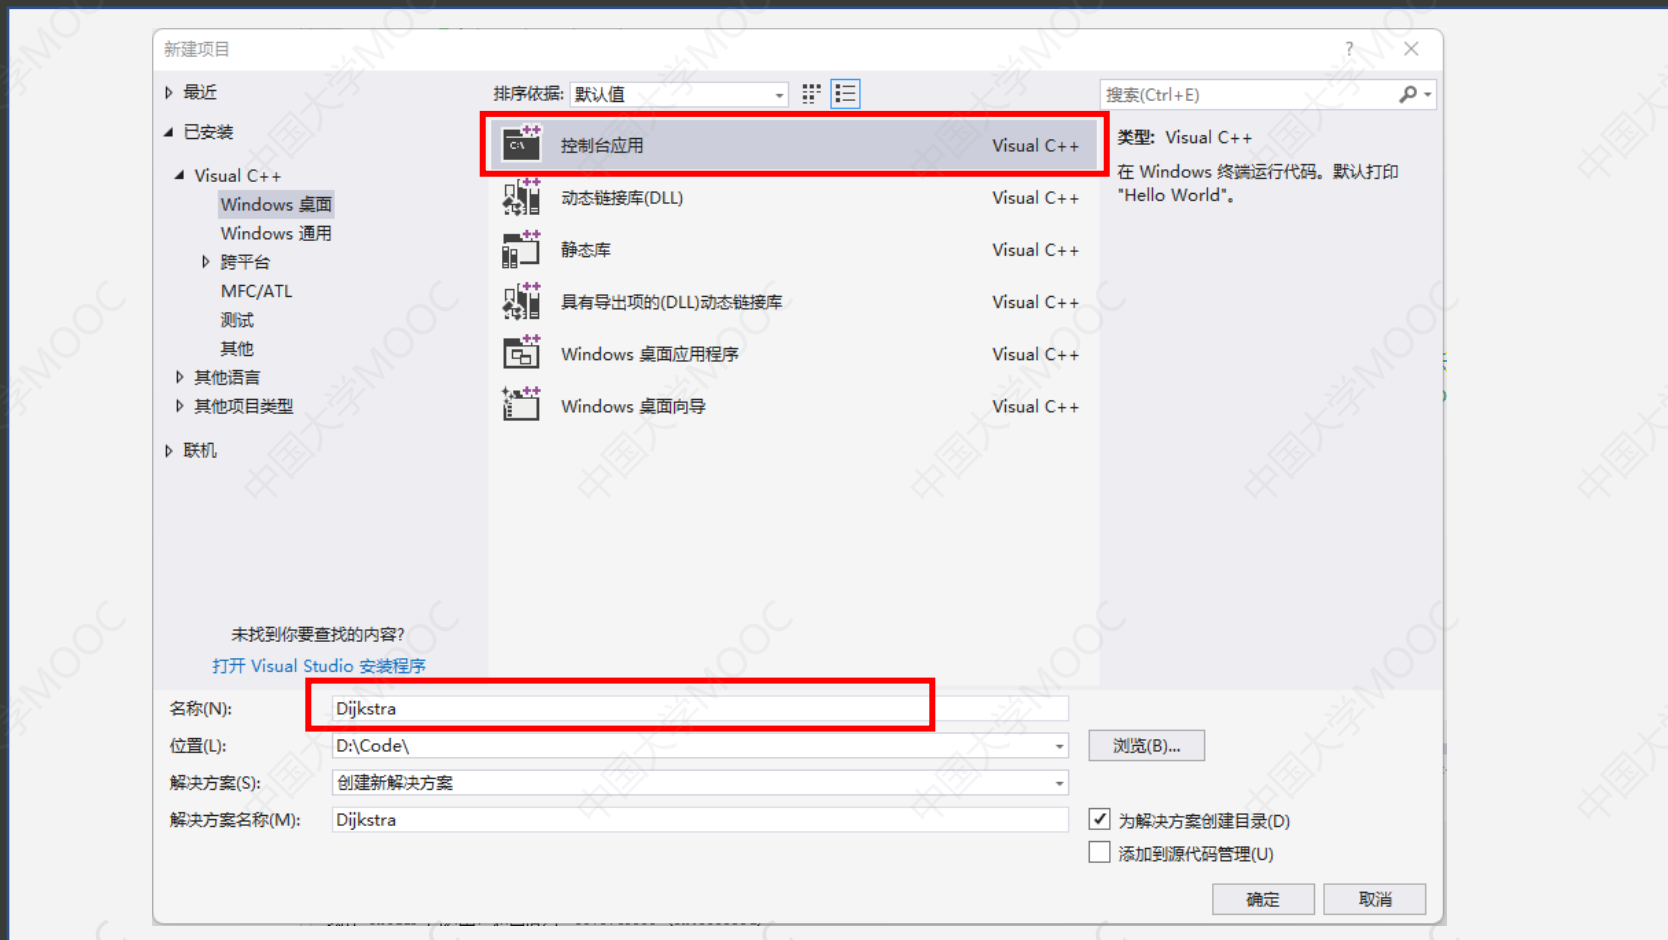 新建项目
?
最近
已安装
Visual C++
Windows 桌面
Windows 通用
跨平台
MFC/ATL
测试
其他
其他语言
其他项目类型
联机
未找到你要查找的内容?
打开 Visual Studio 安装程序
排序依据: 默认值
控制台应用 Visual C++
动态链接库(DLL) Visual C++
静态库 Visual C++
具有导出项的(DLL)动态链接库 Visual C++
Windows 桌面应用程序 Visual C++
Windows 桌面向导 Visual C++
搜索(Ctrl+E)
类型: Visual C++
在 Windows 终端运行代码。默认打印
"Hello World"。
名称(N): Dijkstra
位置(L): D:\Code\
浏览(B)...
解决方案(S): 创建新解决方案
解决方案名称(M): Dijkstra
为解决方案创建目录(D)
添加到源代码管理(U)
确定
取消
中国大学MOOC